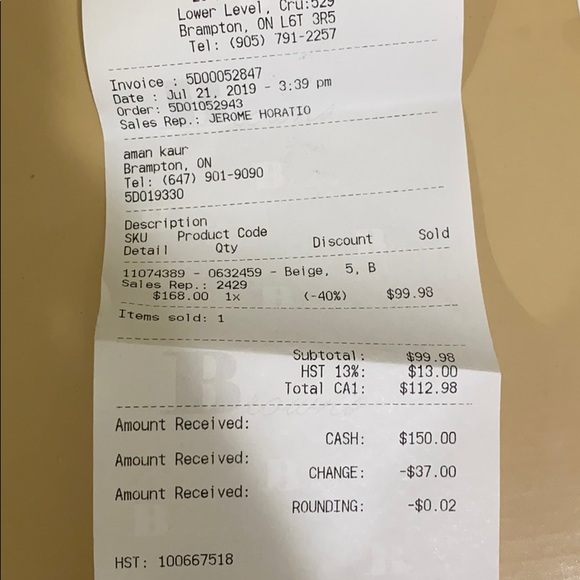 Lower Level, Cru:529
Brampton, ON L6T 3R5
Tel: (905) 791-2257
Invoice : 5D00052847
Date : Jul 21, 2019 - 3:39 pm
Order: 5D01052943
Sales Rep.: JEROME HORATIO
aman kaur
Brampton, ON
Tel: (647) 901-9090
5D019330
Description
SKU Product Code
Detail Qty Discount Sold
11074389 - 0632459 - Beige, 5, B
Sales Rep.: 2429
$168.00 1x (-40%) $99.98
Items sold: 1
Subtotal: $99.98
HST 13%: $13.00
Total CA1: $112.98
Amount Received:
CASH: $150.00
Amount Received:
CHANGE: -$37.00
Amount Received:
ROUNDING: -$0.02
HST: 100667518